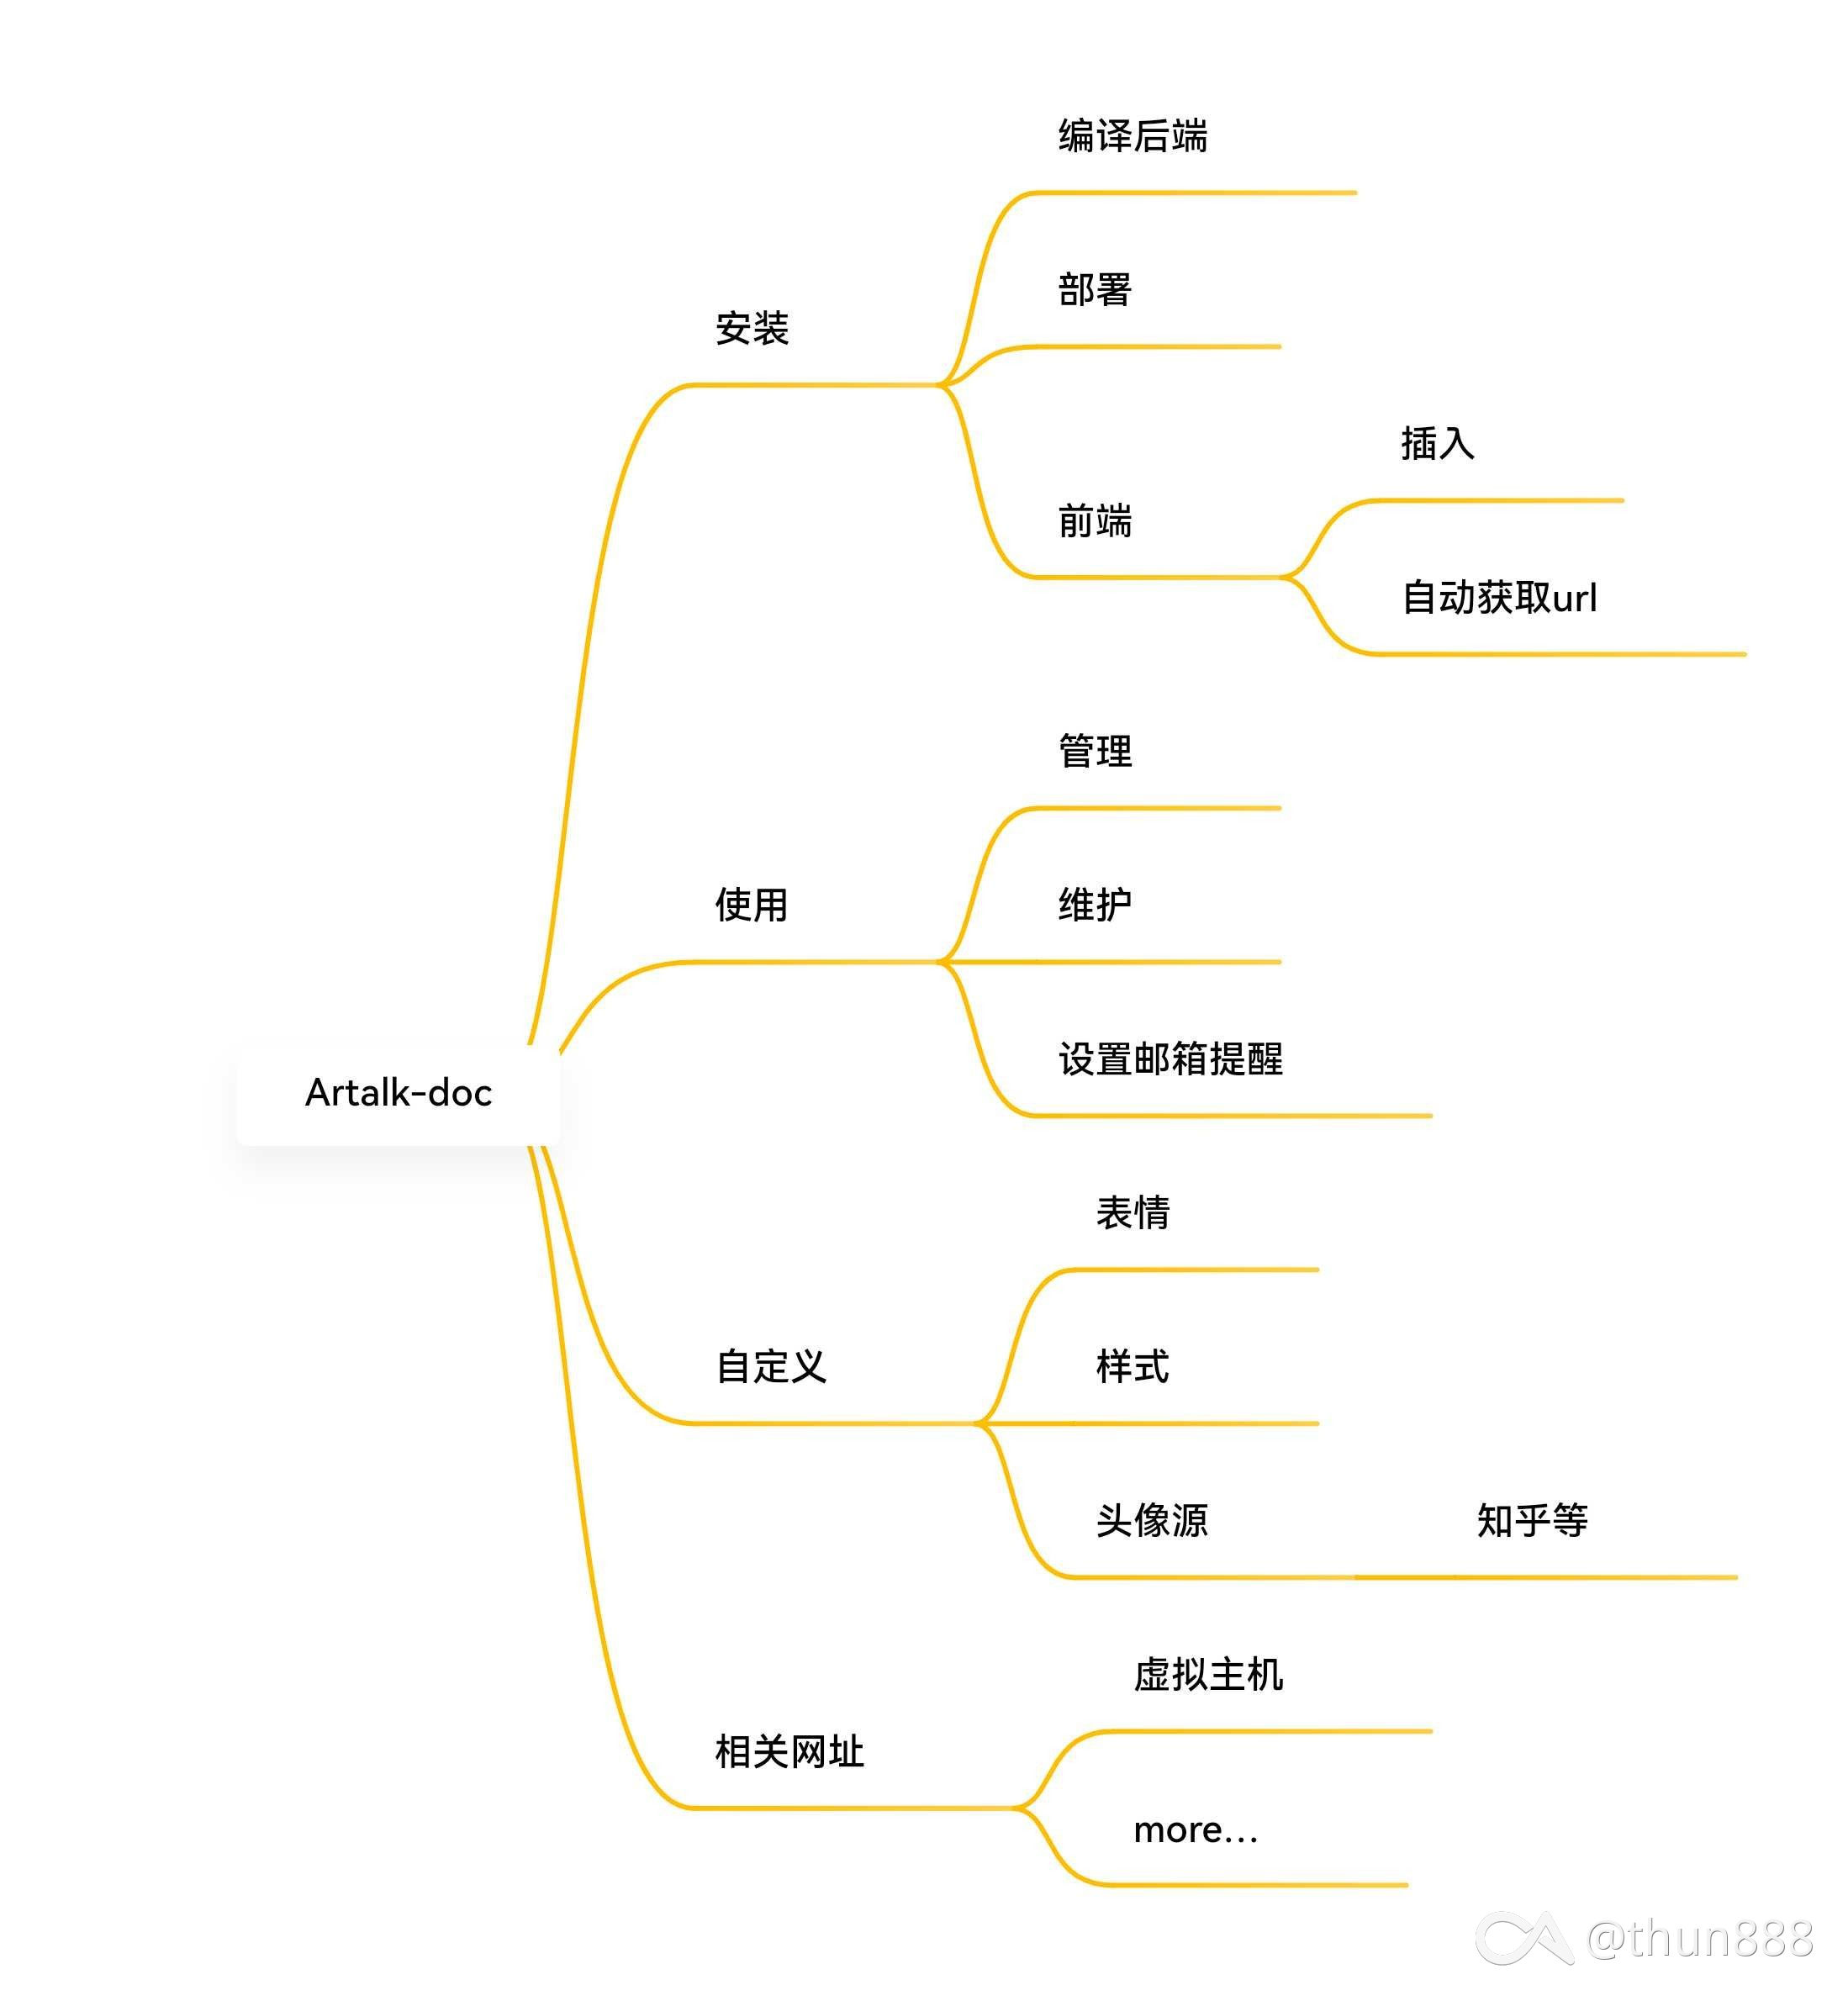 Artalk-doc
安装
编译后端
部署
前端
插入
自动获取url
使用
管理
维护
设置邮箱提醒
自定义
表情
样式
头像源
知乎等
相关网址
虚拟主机
more...
@thun888